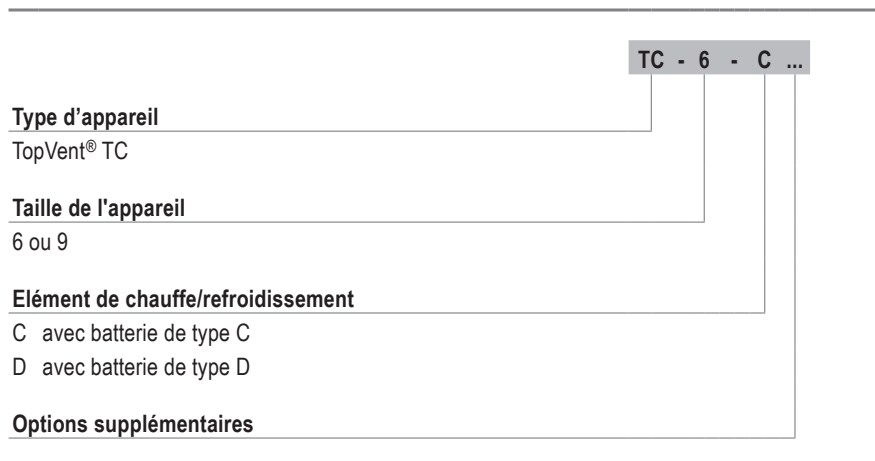 TC - 6 - C ...
Type d’appareil
TopVent® TC
Taille de l'appareil
6 ou 9
Elément de chauffe/refroidissement
C avec batterie de type C
D avec batterie de type D
Options supplémentaires